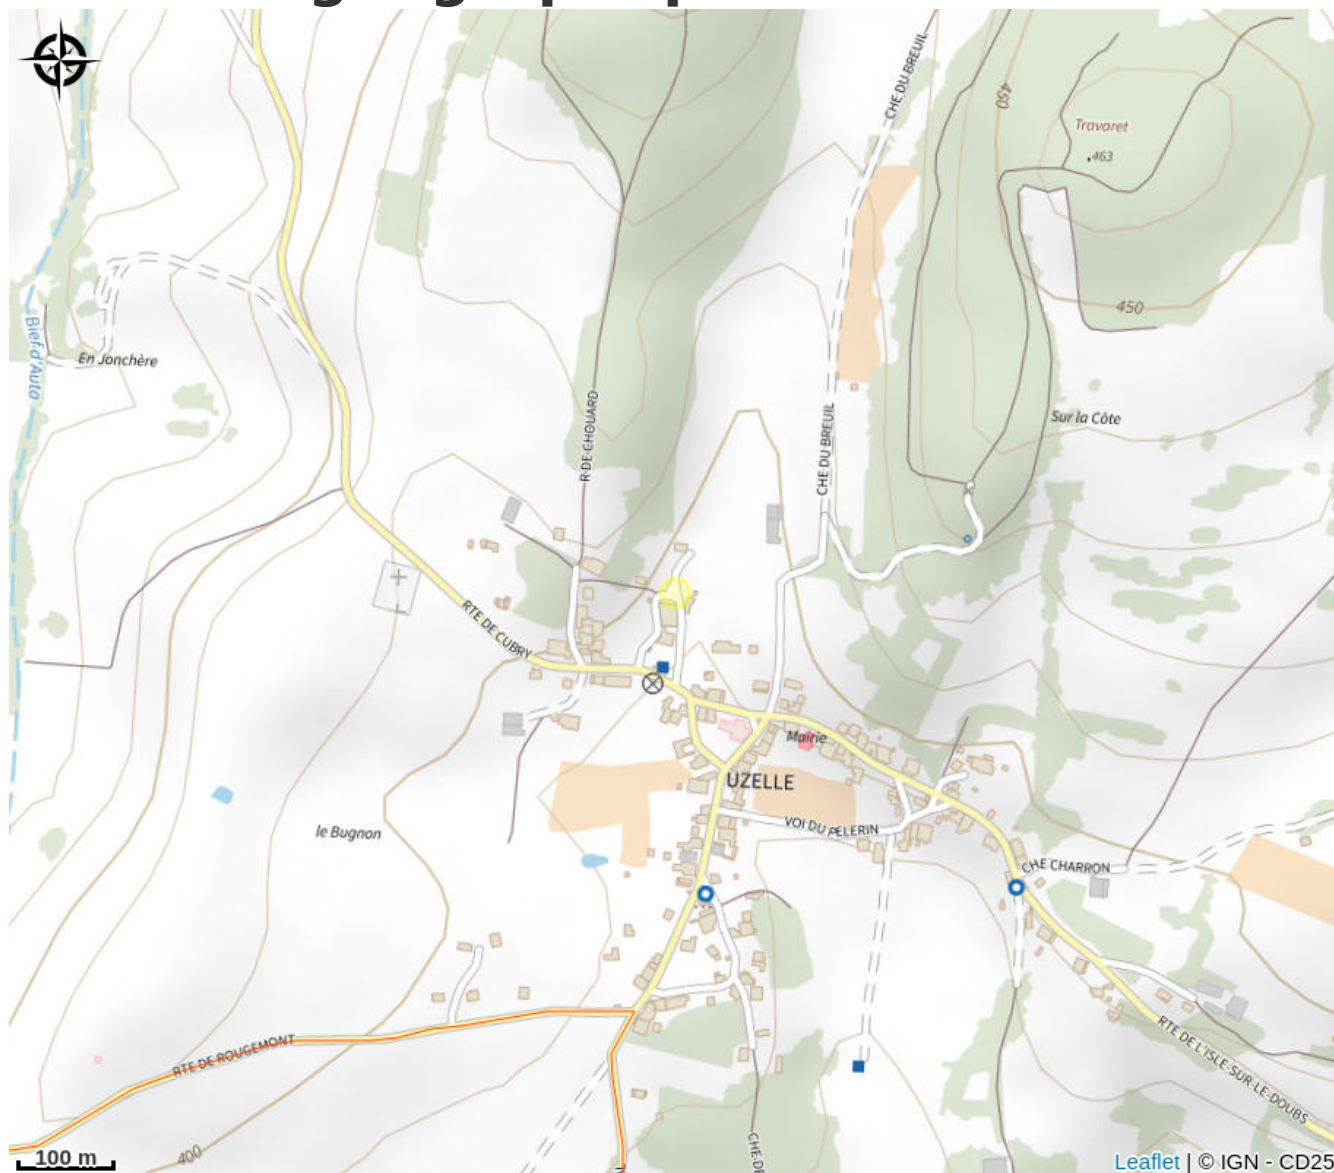 CHE DU BREUIL
450
Travaret
463
450
Bief d'Auto
En Jonchère
R DE CHOUARD
CHE DU BREUIL
Sur la Côte
RTE DE CUBRY
Mairie
UZELLE
le Bugnon
VOI DU PELERIN
CHE CHARRON
RTE DE ROUGEMONT
RTE DE L'ISLE-SUR-LE-DOUBS
400
100 m
Leaflet | © IGN - CD25